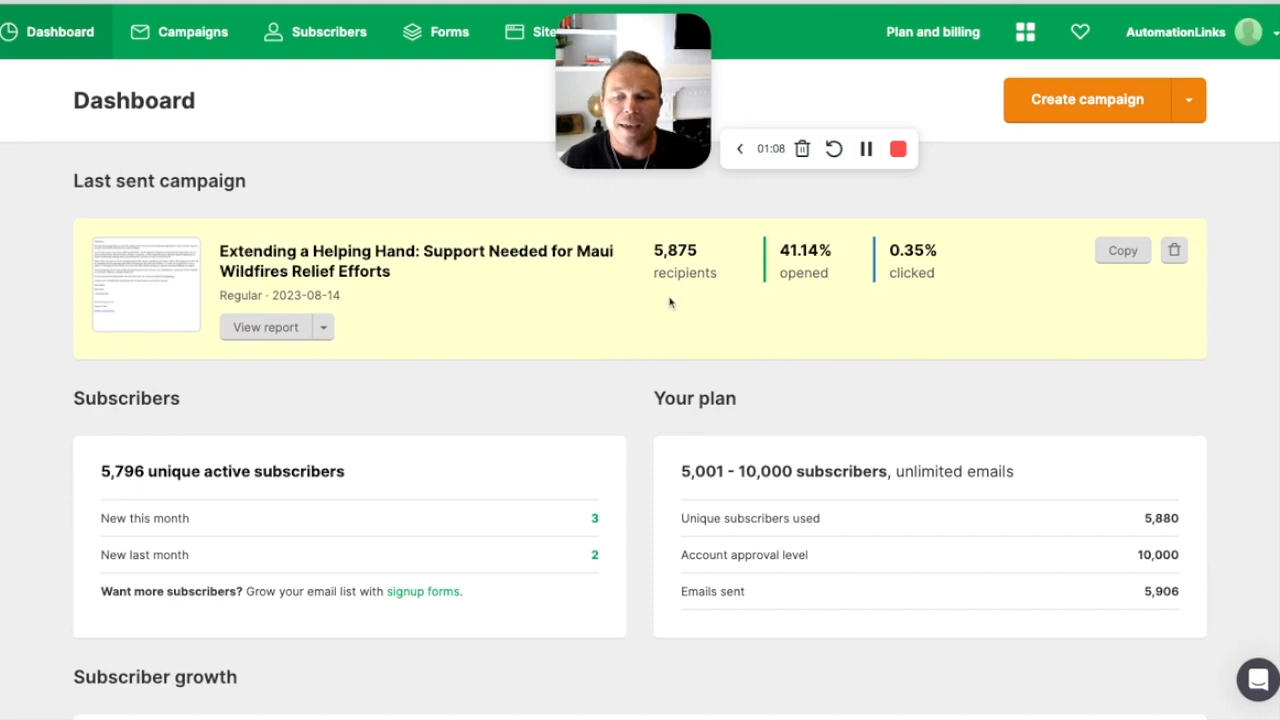 Dashboard
Campaigns
Subscribers
Forms
Site
Plan and billing
AutomationLinks
Dashboard
Create campaign
01:08
Last sent campaign
Extending a Helping Hand: Support Needed for Maui
Wildfires Relief Efforts
Regular · 2023-08-14
View report
5,875
recipients
41.14%
opened
0.35%
clicked
Copy
Subscribers
5,796 unique active subscribers
New this month 3
New last month 2
Want more subscribers? Grow your email list with signup forms.
Your plan
5,001 - 10,000 subscribers, unlimited emails
Unique subscribers used 5,880
Account approval level 10,000
Emails sent 5,906
Subscriber growth